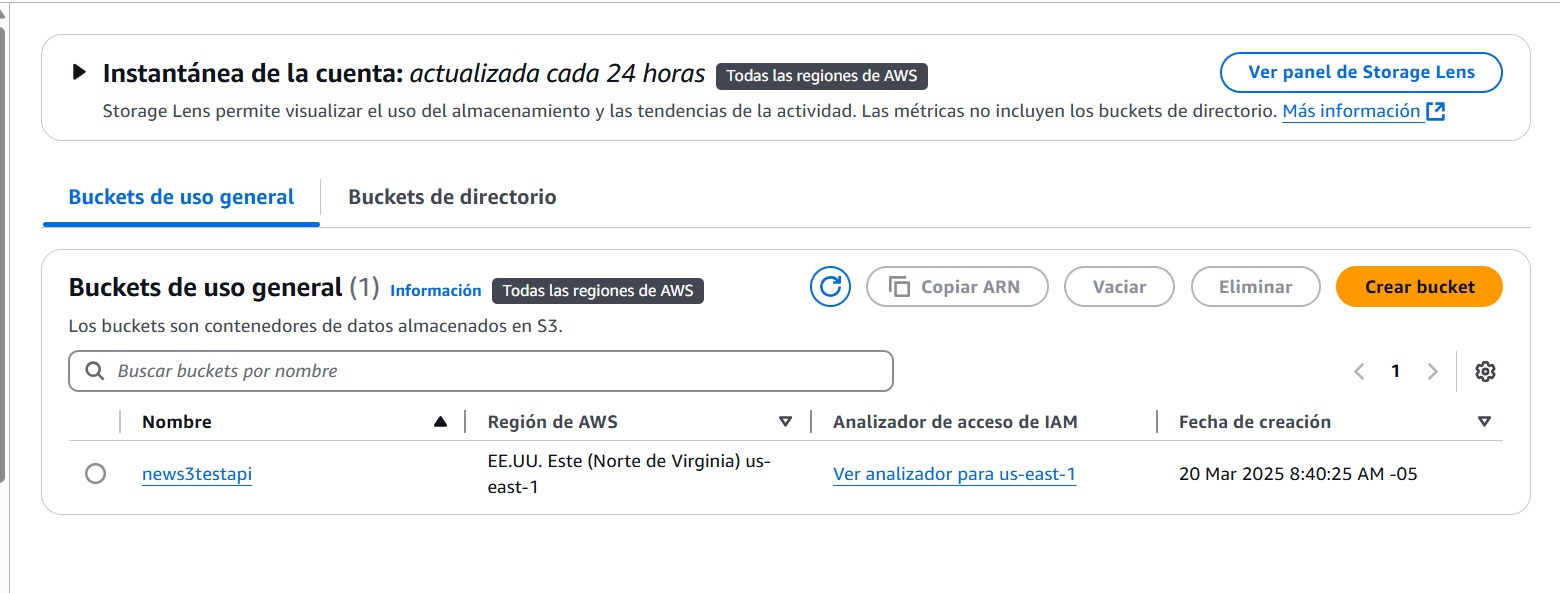 Instantánea de la cuenta: actualizada cada 24 horas Todas las regiones de AWS Ver panel de Storage Lens
Storage Lens permite visualizar el uso del almacenamiento y las tendencias de la actividad. Las métricas no incluyen los buckets de directorio. Más información
Buckets de uso general Buckets de directorio
Buckets de uso general (1) Información Todas las regiones de AWS Copiar ARN Vaciar Eliminar Crear bucket
Los buckets son contenedores de datos almacenados en S3.
Buscar buckets por nombre 1
Nombre Región de AWS Analizador de acceso de IAM Fecha de creación
news3testapi EE.UU. Este (Norte de Virginia) us-
east-1 Ver analizador para us-east-1 20 Mar 2025 8:40:25 AM -05